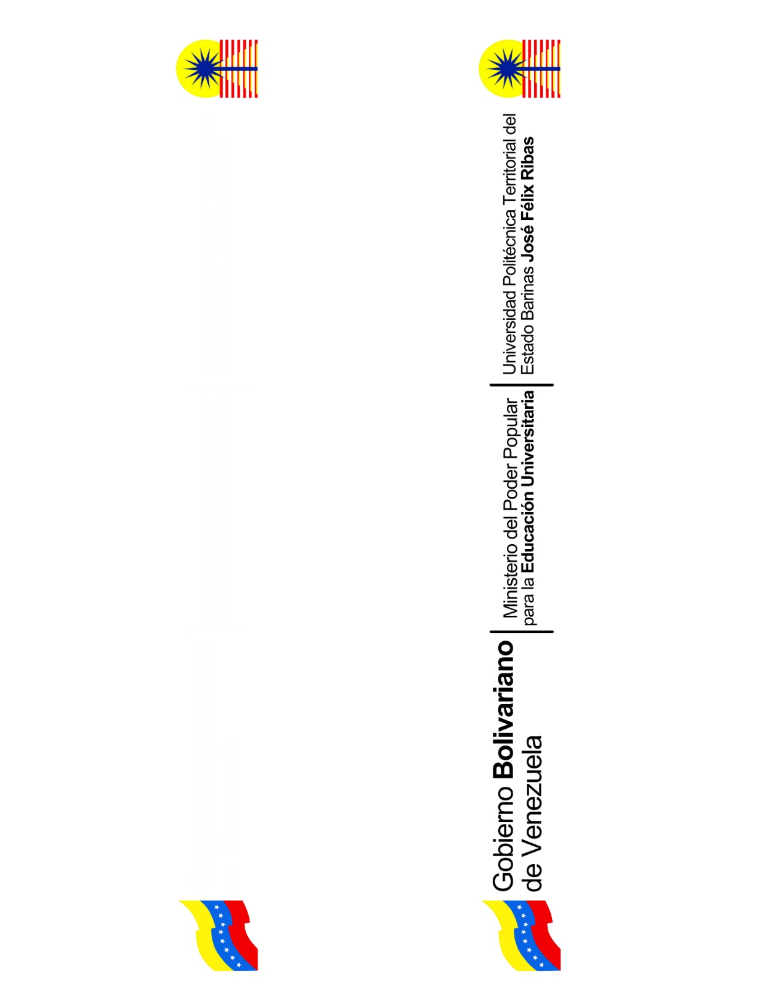 Gobierno Bolivariano
de Venezuela
Ministerio del Poder Popular
para la Educación Universitaria
Universidad Politécnica Territorial del
Estado Barinas José Félix Ribas